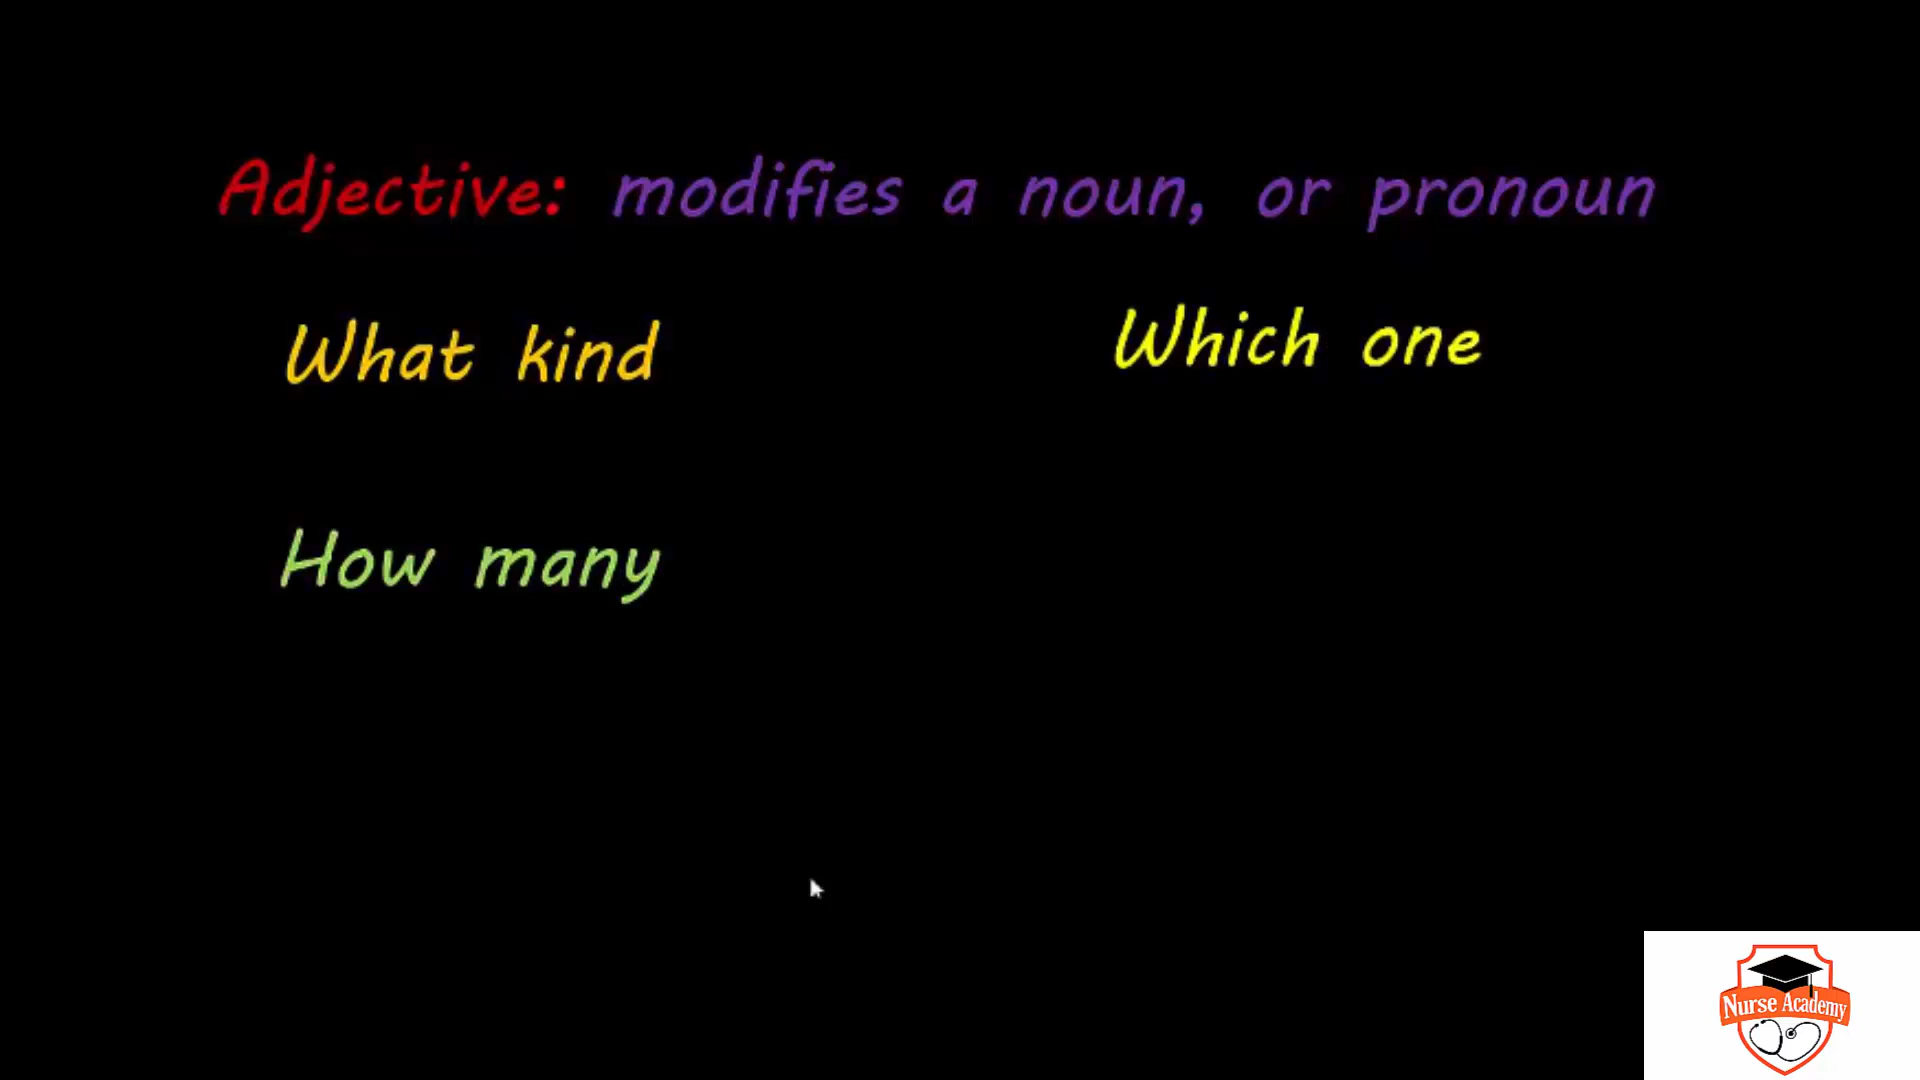 Adjective: modifies a noun, or pronoun
What kind
Which one
How many
Nurse Academy